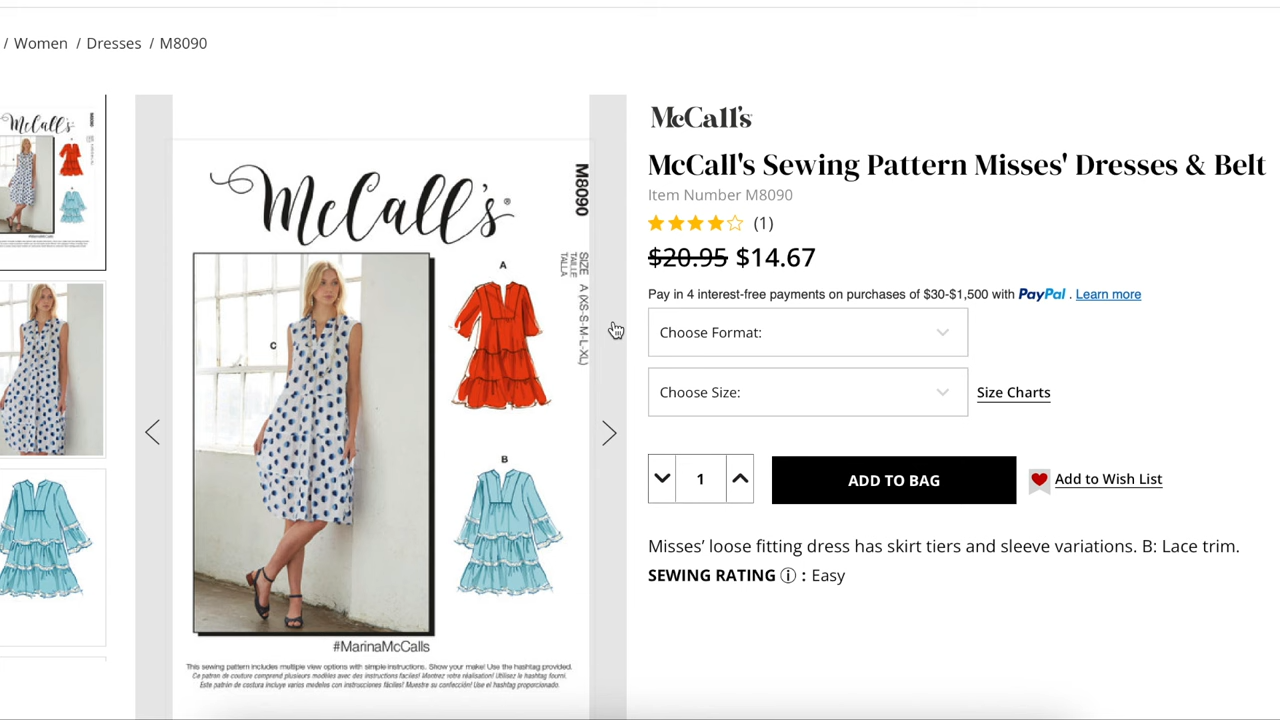 / Women / Dresses / M8090
McCall's
McCall's Sewing Pattern Misses' Dresses & Belt
Item Number M8090
(1)
$20.95 $14.67
Pay in 4 interest-free payments on purchases of $30-$1,500 with PayPal . Learn more
Choose Format:
Choose Size:
Size Charts
1
ADD TO BAG
Add to Wish List
Misses’ loose fitting dress has skirt tiers and sleeve variations. B: Lace trim.
SEWING RATING ⓘ : Easy
McCall's®
M8090
SIZE
TAILLE
TALLA
A (XS-S-M-L-XL)
A
C
B
#MarinaMcCalls
This sewing pattern includes multiple view options with simple instructions. Show your make! Use the hashtag provided.
Ce patron de couture comprend plusieurs modèles avec des instructions faciles! Montrez votre réalisation! Utilisez le hashtag fourni.
Este patrón de costura incluye varios modelos con instrucciones fáciles! Muestre su confección! Use el hashtag proporcionado.
McCall's